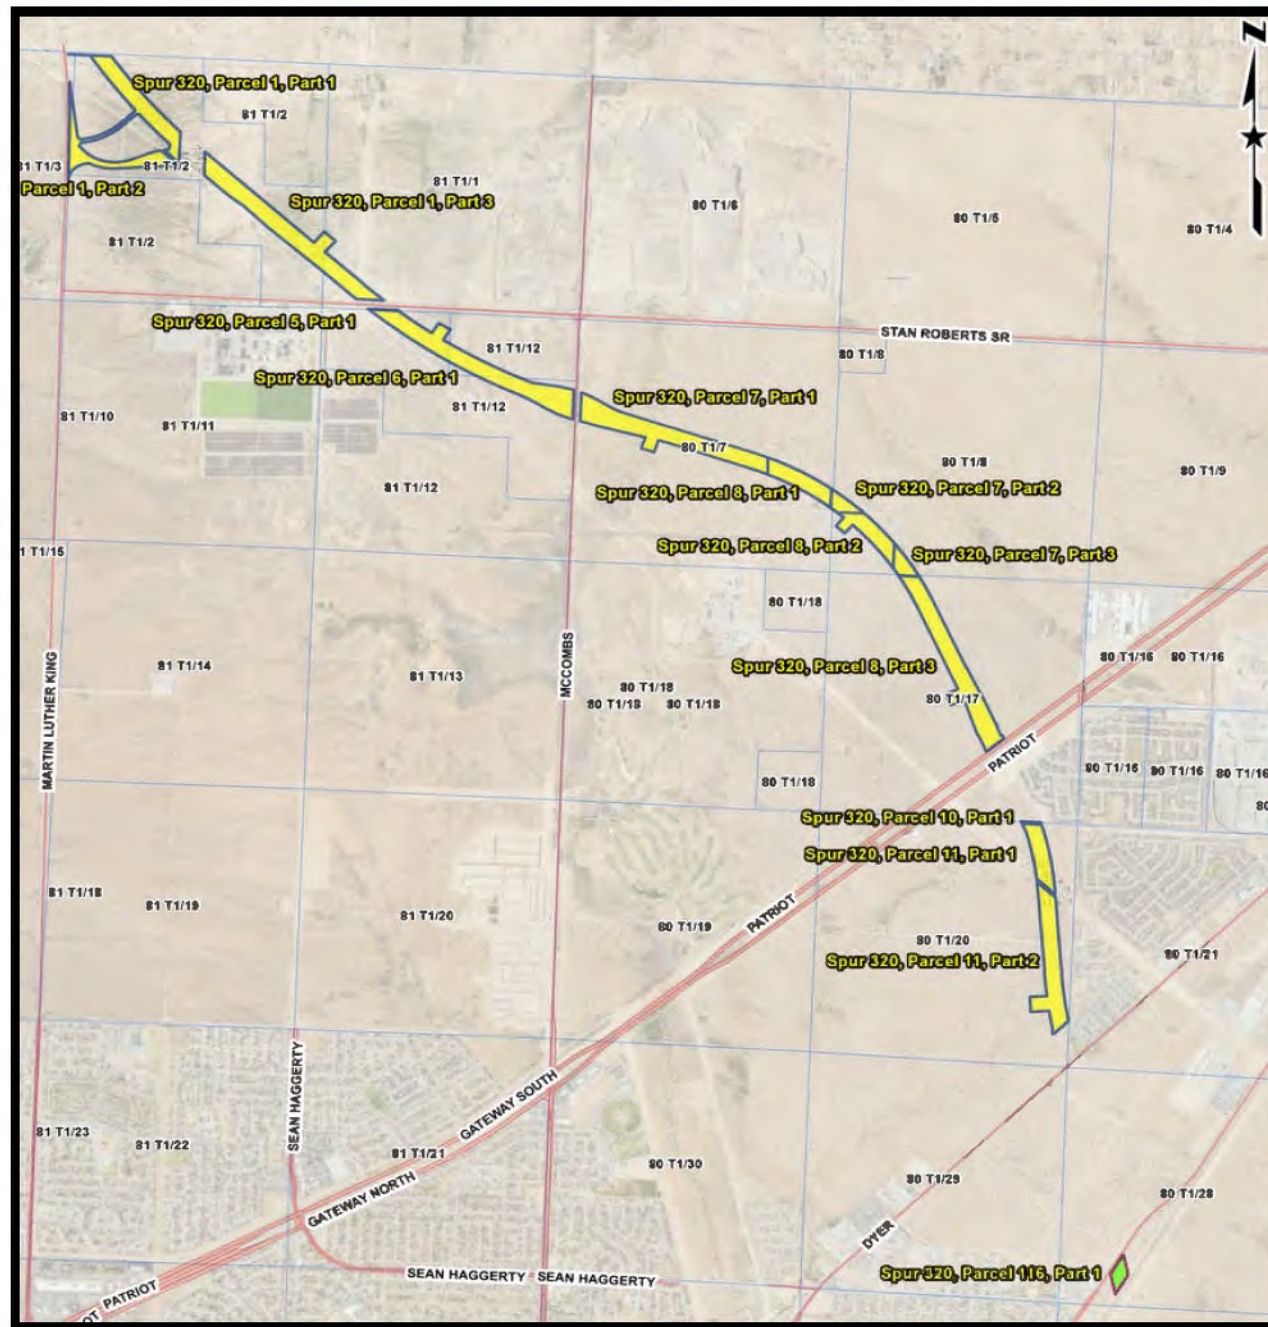 N
Spur 320, Parcel 1, Part 1
81 T1/2
81 T1/3
81 T1/2
81 T1/1
Parcel 1, Part 2
Spur 320, Parcel 1, Part 3
80 T1/6
80 T1/5
80 T1/4
81 T1/2
Spur 320, Parcel 5, Part 1
STAN ROBERTS SR
81 T1/12
80 T1/8
Spur 320, Parcel 6, Part 1
Spur 320, Parcel 7, Part 1
81 T1/10
81 T1/11
81 T1/12
80 T1/7
80 T1/8
80 T1/9
81 T1/12
Spur 320, Parcel 8, Part 1
Spur 320, Parcel 7, Part 2
1 T1/15
Spur 320, Parcel 8, Part 2
Spur 320, Parcel 7, Part 3
80 T1/18
MARTIN LUTHER KING
81 T1/14
81 T1/13
MCCOMBS
80 T1/18
80 T1/18
80 T1/18
Spur 320, Parcel 8, Part 3
80 T1/16
80 T1/16
80 T1/17
PATRIOT
80 T1/18
80 T1/16
80 T1/16
80 T1/16
80
Spur 320, Parcel 10, Part 1
Spur 320, Parcel 11, Part 1
81 T1/18
81 T1/19
81 T1/20
80 T1/19
PATRIOT
80 T1/20
Spur 320, Parcel 11, Part 2
80 T1/21
SEAN HAGGERTY
GATEWAY SOUTH
81 T1/23
81 T1/22
81 T1/21
GATEWAY NORTH
80 T1/30
80 T1/29
80 T1/28
DYER
SEAN HAGGERTY
SEAN HAGGERTY
Spur 320, Parcel 116, Part 1
PATRIOT
OT